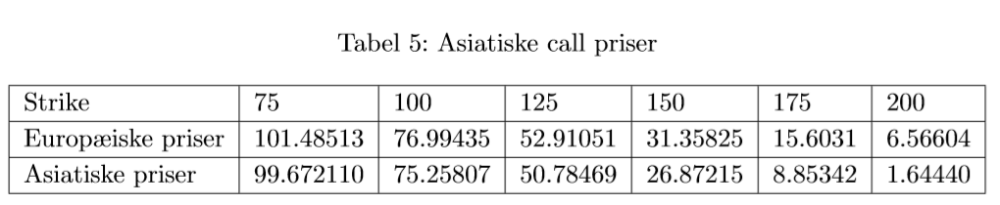 Tabel 5: Asiatiske call priser
Strike 75 100 125 150 175 200
Europæiske priser 101.48513 76.99435 52.91051 31.35825 15.6031 6.56604
Asiatiske priser 99.672110 75.25807 50.78469 26.87215 8.85342 1.64440